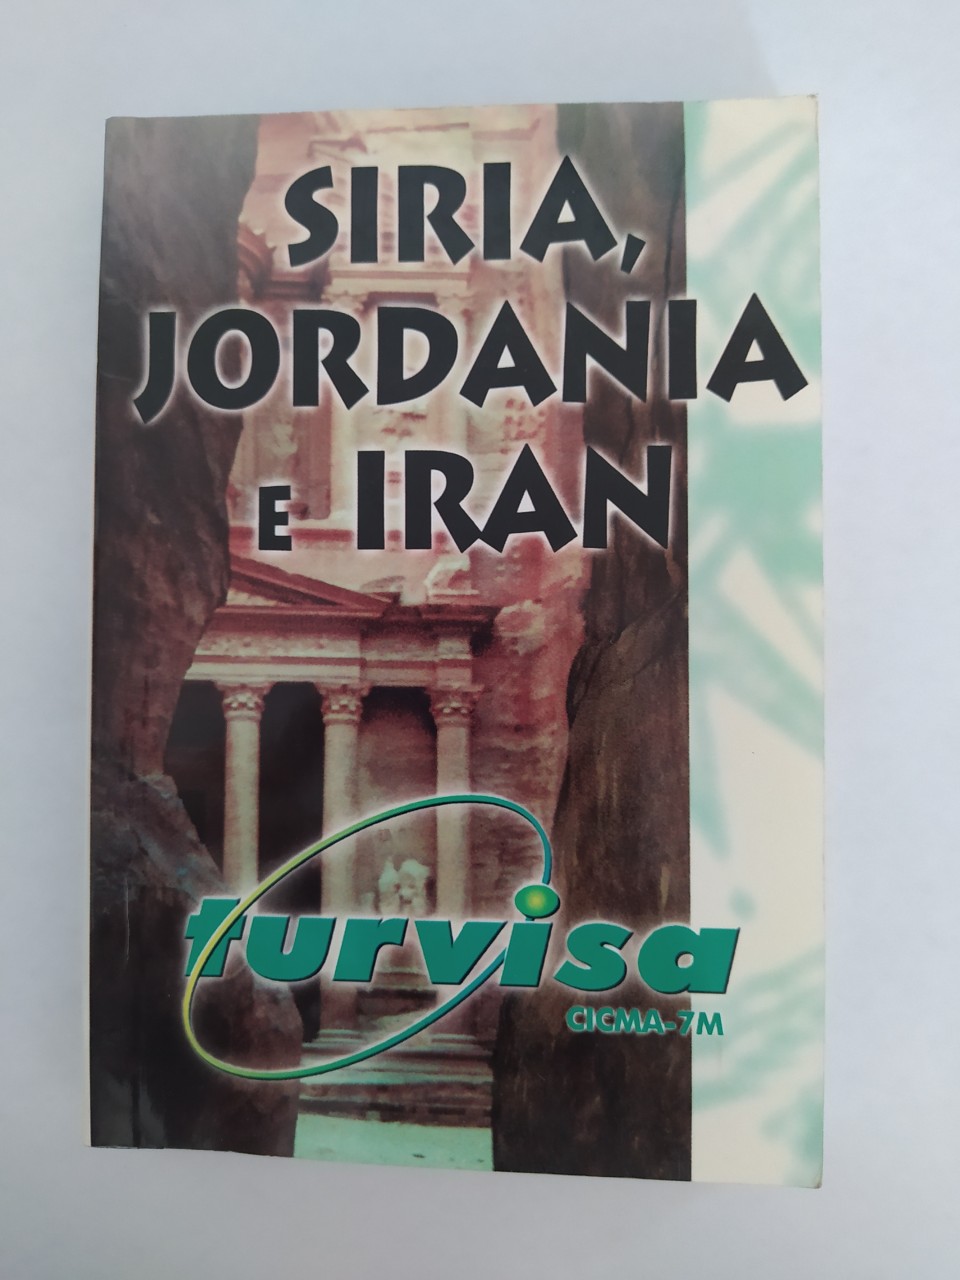 SIRIA,
JORDANIA
E IRAN
turvisa
CICMA-7M